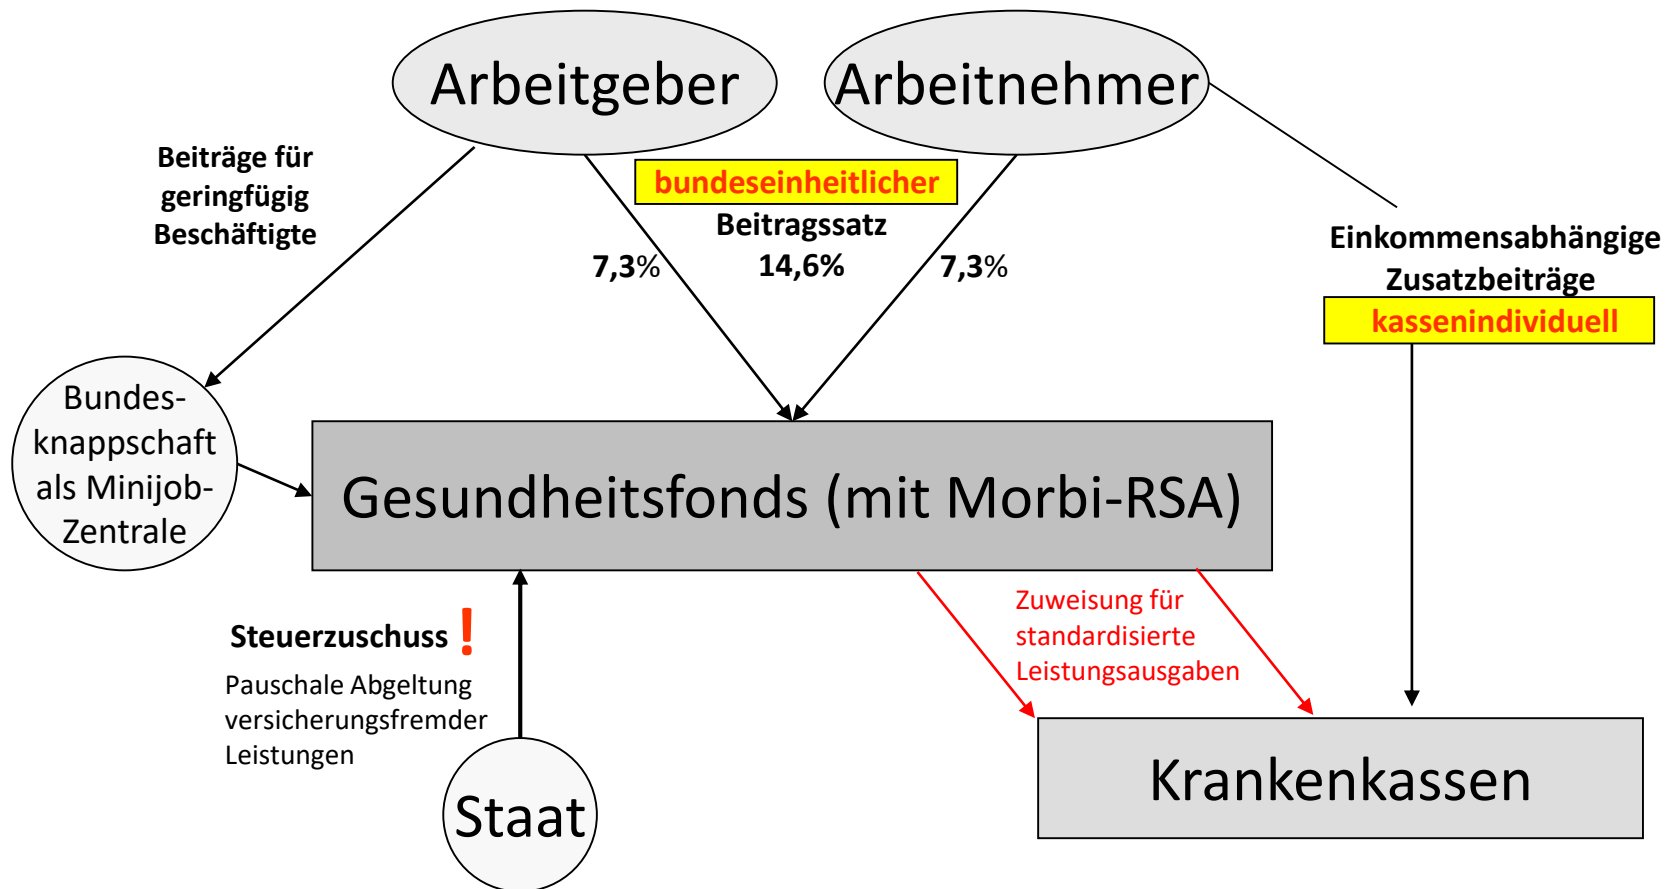 Arbeitgeber
Arbeitnehmer
Beiträge für
geringfügig
Beschäftigte
bundeseinheitlicher
Beitragssatz
14,6%
7,3%
7,3%
Einkommensabhängige
Zusatzbeiträge
kassenindividuell
Bundes-
knappschaft
als Minijob-
Zentrale
Gesundheitsfonds (mit Morbi-RSA)
Steuerzuschuss !
Pauschale Abgeltung
versicherungsfremder
Leistungen
Staat
Zuweisung für
standardisierte
Leistungsausgaben
Krankenkassen